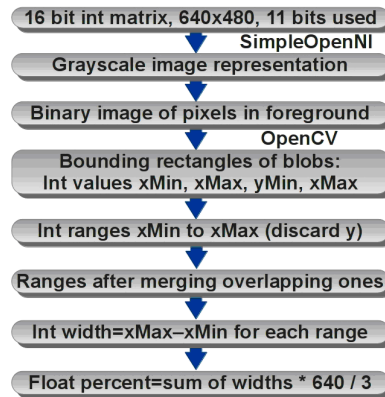 16 bit int matrix, 640x480, 11 bits used
SimpleOpenNI
Grayscale image representation
Binary image of pixels in foreground
OpenCV
Bounding rectangles of blobs:
Int values xMin, xMax, yMin, xMax
Int ranges xMin to xMax (discard y)
Ranges after merging overlapping ones
Int width=xMax–xMin for each range
Float percent=sum of widths * 640 / 3